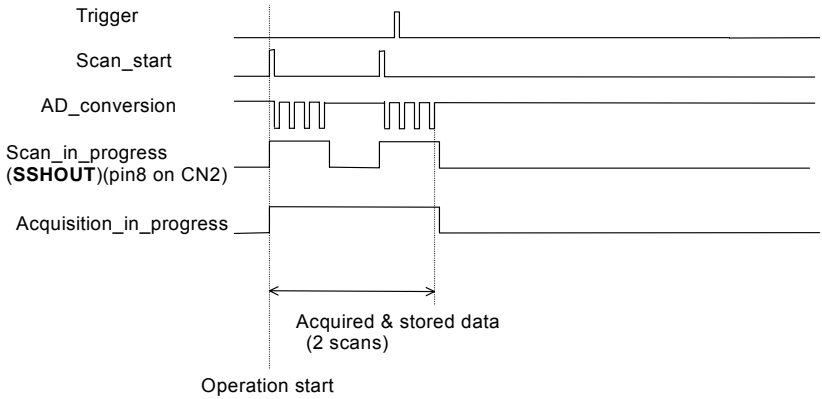 Trigger
Scan_start
AD_conversion
Scan_in_progress
(SSHOUT)(pin8 on CN2)
Acquisition_in_progress
Acquired & stored data
(2 scans)
Operation start